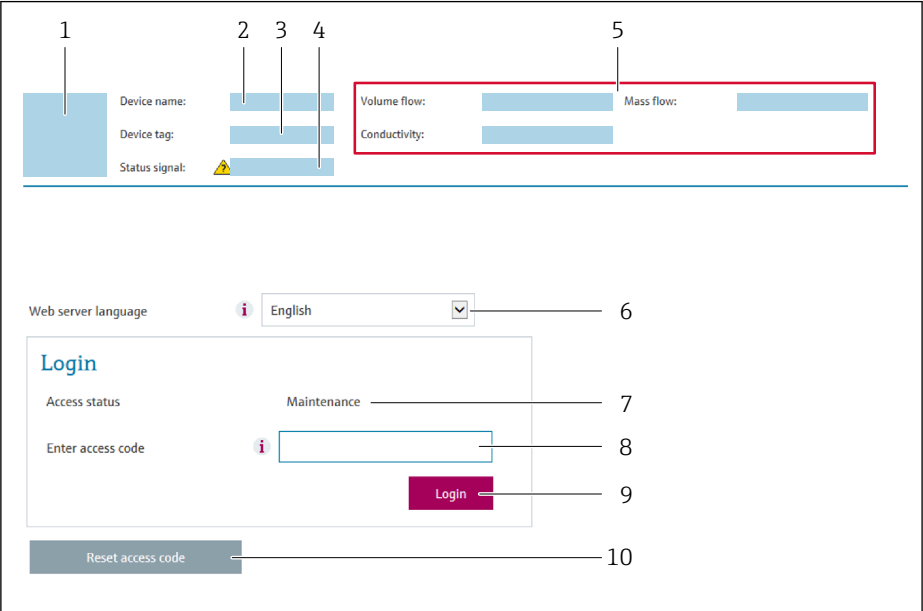 1 2 3 4 5
Device name: Volume flow: Mass flow:
Device tag: Conductivity:
Status signal: ?
Web server language i English 6
Login
Access status Maintenance 7
Enter access code i 8
Login 9
Reset access code 10